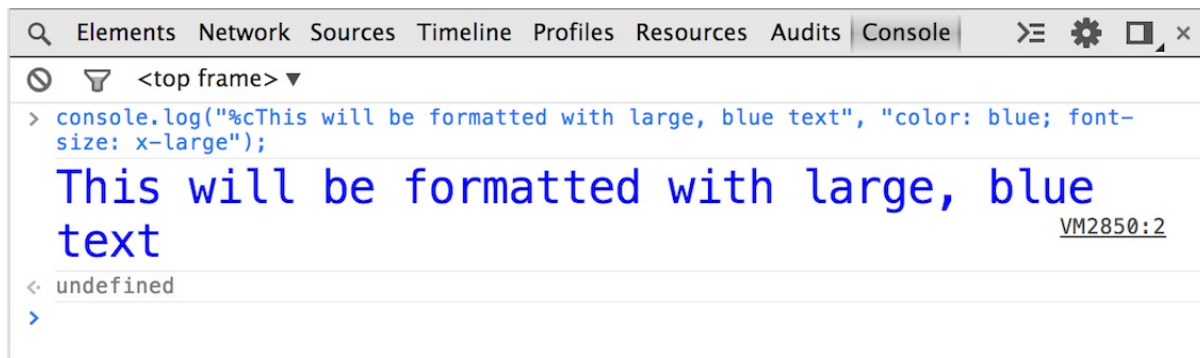 Elements Network Sources Timeline Profiles Resources Audits Console
<top frame> ▼
> console.log("%cThis will be formatted with large, blue text", "color: blue; font-
size: x-large");
This will be formatted with large, blue
text VM2850:2
undefined
>